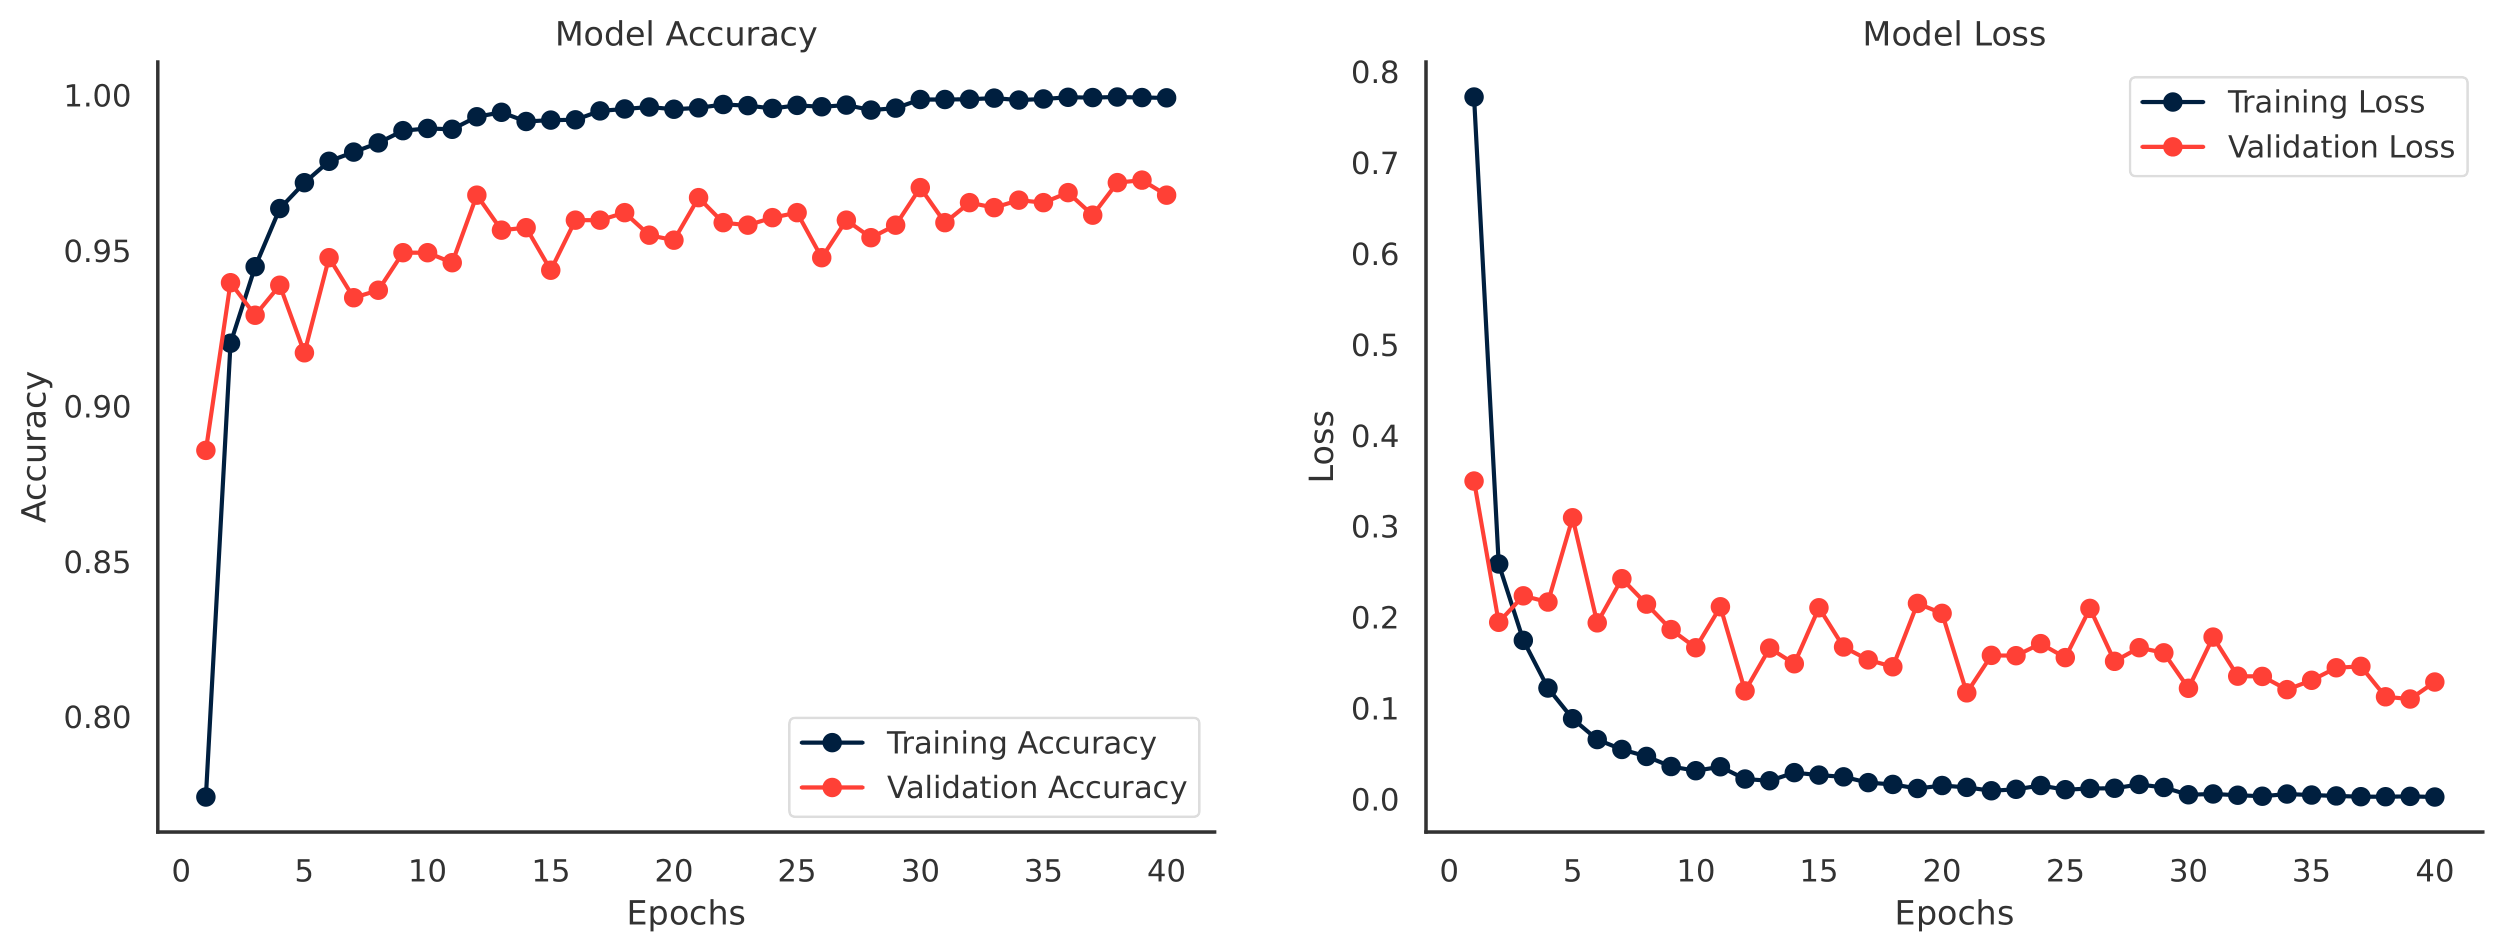 Model Accuracy
1.00
0.95
0.90
0.85
0.80
Accuracy
Training Accuracy
Validation Accuracy
0 5 10 15 20 25 30 35 40
Epochs
Model Loss
0.8
0.7
0.6
0.5
0.4
0.3
0.2
0.1
0.0
Loss
Training Loss
Validation Loss
0 5 10 15 20 25 30 35 40
Epochs